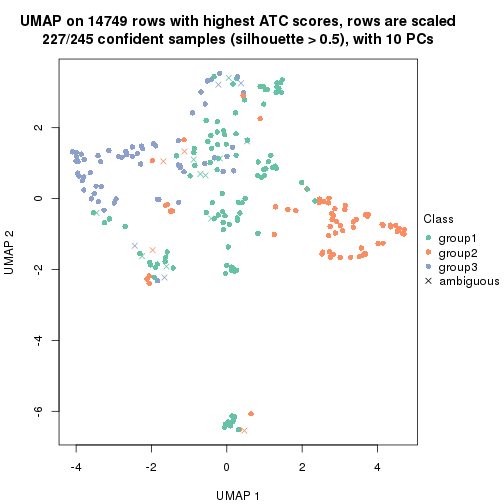 UMAP on 14749 rows with highest ATC scores, rows are scaled
227/245 confident samples (silhouette > 0.5), with 10 PCs
2
0
-2
-4
-6
UMAP 2
-4 -2 0 2 4
UMAP 1
Class
group1
group2
group3
ambiguous